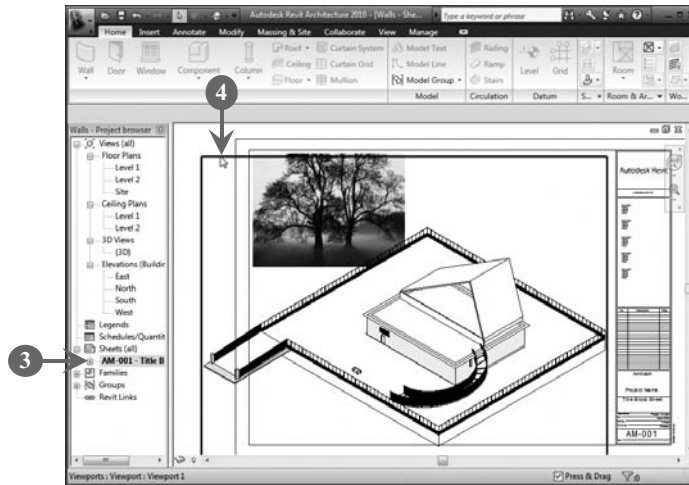 Autodesk Revit Architecture 2010 - [Walls - She...
Type a keyword or phrase
Home Insert Annotate Modify Massing & Site Collaborate View Manage
Wall Door Window Component Column
Roof Curtain System
Ceiling Curtain Grid
Floor Mullion
Model Text
Model Line
Model Group
Model
Railing
Ramp
Stairs
Circulation
Level Grid
Datum
S...
Room
Room & Ar...
Wo...
4
Walls - Project browser
Views (all)
Floor Plans
Level 1
Level 2
Site
Ceiling Plans
Level 1
Level 2
3D Views
{3D}
Elevations (Buildin
East
North
South
West
Legends
Schedules/Quantit
Sheets (all)
3
AM-001 - Title B
Families
Groups
Revit Links
Autodesk Revit
Project Name
Title Block Sheet
AM-001
Viewports : Viewport : Viewport 1
Press & Drag
:0